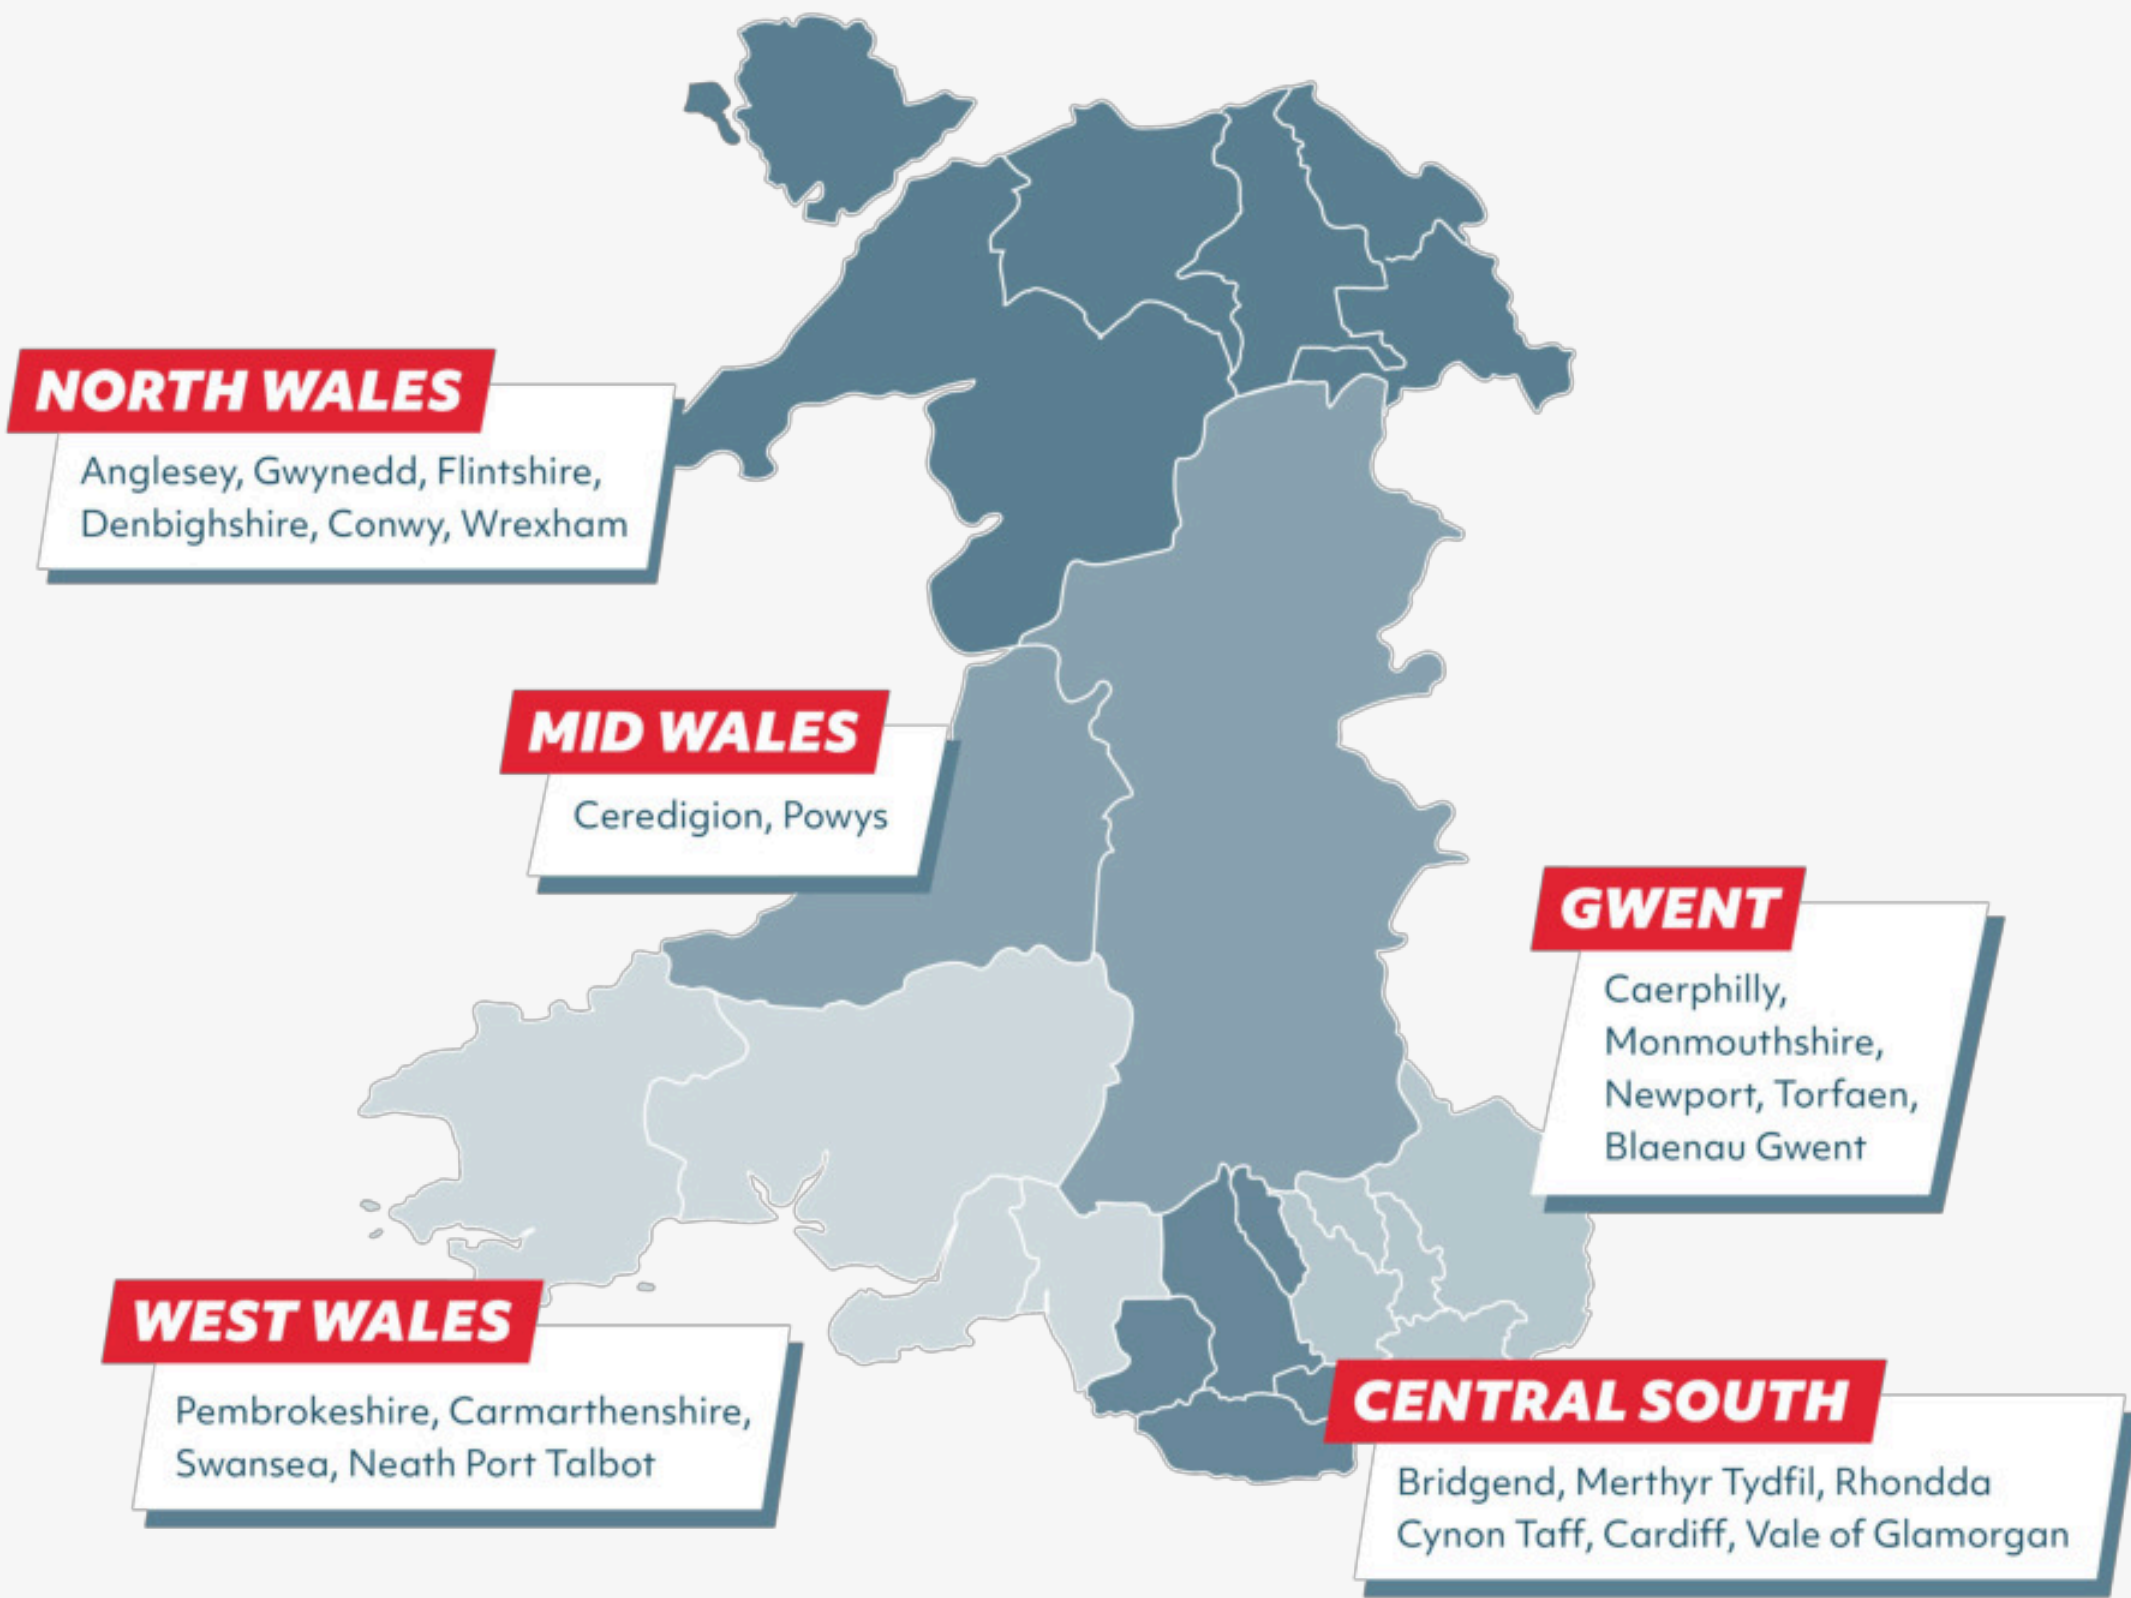 NORTH WALES
Anglesey, Gwynedd, Flintshire,
Denbighshire, Conwy, Wrexham
MID WALES
Ceredigion, Powys
GWENT
Caerphilly,
Monmouthshire,
Newport, Torfaen,
Blaenau Gwent
WEST WALES
Pembrokeshire, Carmarthenshire,
Swansea, Neath Port Talbot
CENTRAL SOUTH
Bridgend, Merthyr Tydfil, Rhondda
Cynon Taff, Cardiff, Vale of Glamorgan